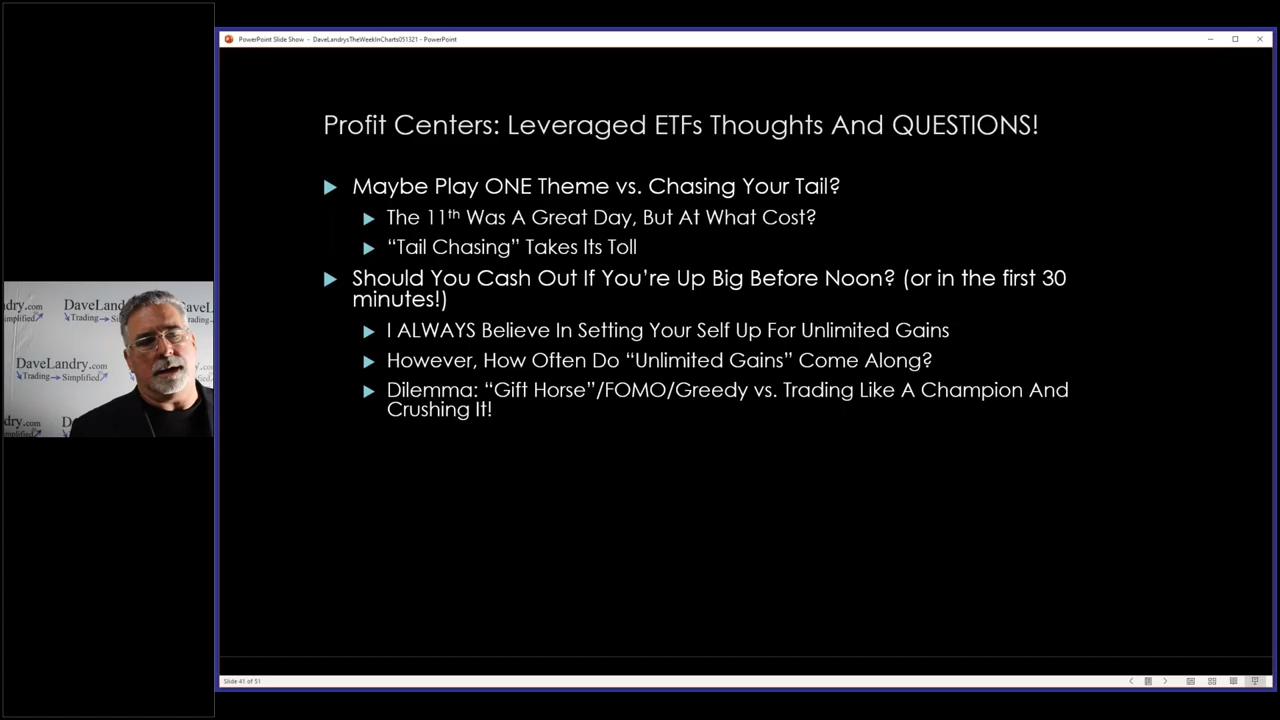 PowerPoint Slide Show - DaveLandrysTheWeekInCharts051321 - PowerPoint
Profit Centers: Leveraged ETFs Thoughts And QUESTIONS!
Maybe Play ONE Theme vs. Chasing Your Tail?
The 11th Was A Great Day, But At What Cost?
“Tail Chasing” Takes Its Toll
Should You Cash Out If You’re Up Big Before Noon? (or in the first 30
minutes!)
I ALWAYS Believe In Setting Your Self Up For Unlimited Gains
However, How Often Do “Unlimited Gains” Come Along?
Dilemma: “Gift Horse”/FOMO/Greedy vs. Trading Like A Champion And
Crushing It!
DaveLandry.com
Trading Simplified
Slide 41 of 51